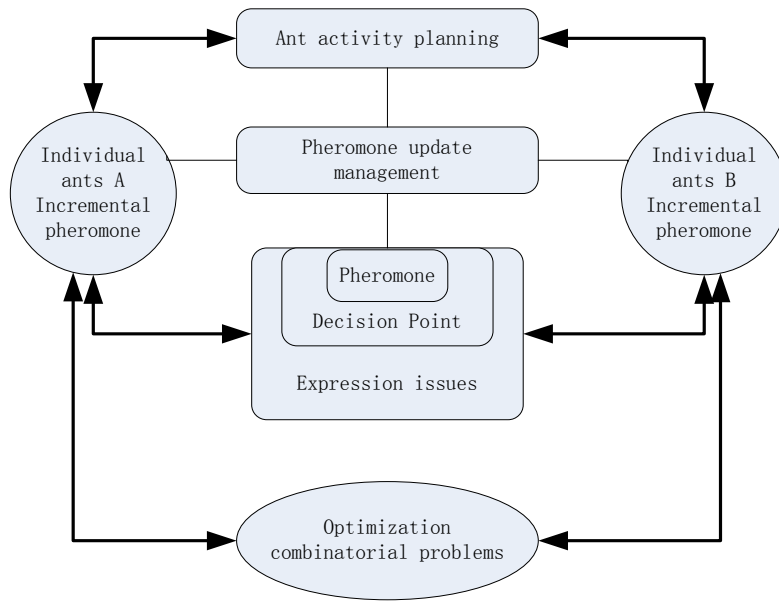 Ant activity planning
Individual
ants A
Incremental
pheromone
Pheromone update
management
Individual
ants B
Incremental
pheromone
Pheromone
Decision Point
Expression issues
Optimization
combinatorial problems